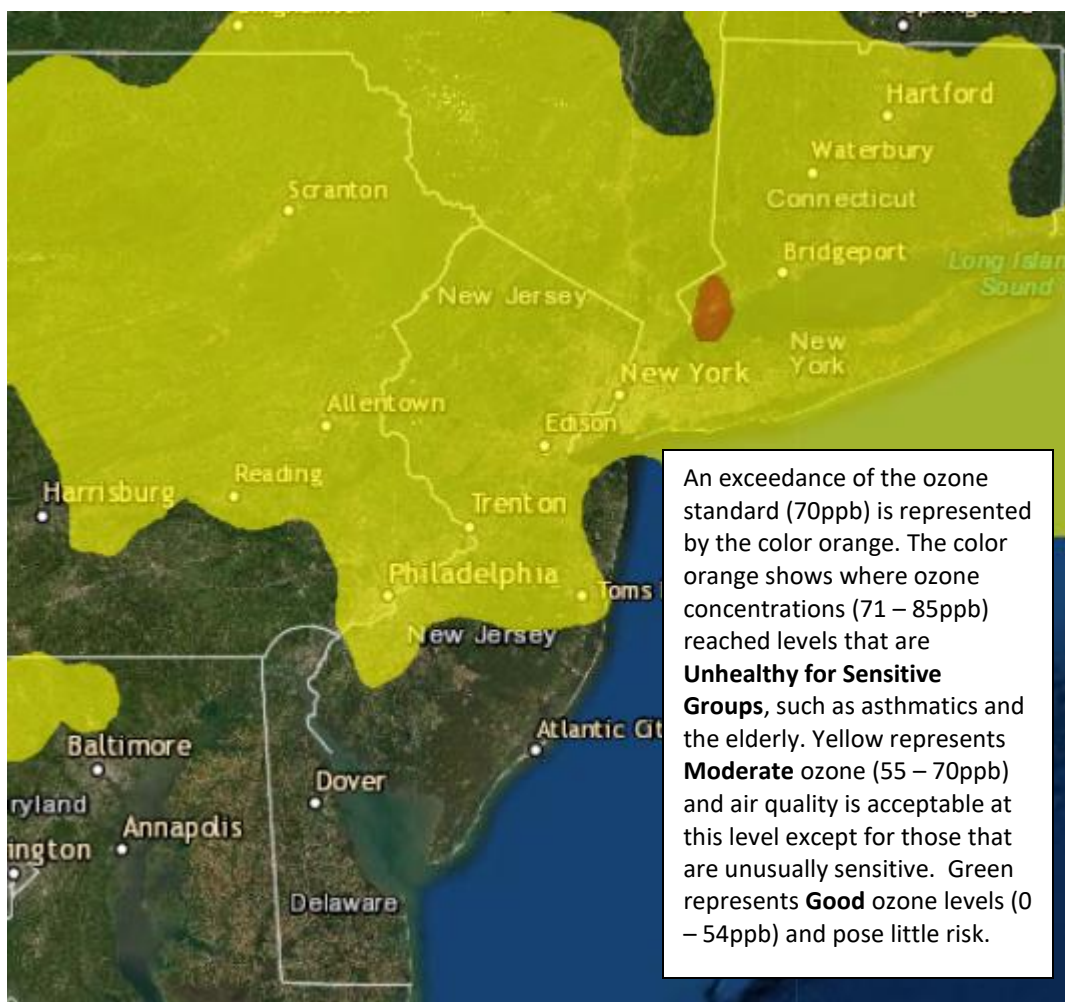 Hartford
Waterbury
Connecticut
Scranton
Bridgeport
Long Islan
Sound
New Jersey
New
York
New York
Allentown
Edison
Reading
Harrisburg
Trenton
Philadelphia
Toms
New Jersey
Atlantic Cit
Baltimore
Dover
ryland
Annapolis
ington
Delaware
An exceedance of the ozone
standard (70ppb) is represented
by the color orange. The color
orange shows where ozone
concentrations (71 – 85ppb)
reached levels that are
Unhealthy for Sensitive
Groups, such as asthmatics and
the elderly. Yellow represents
Moderate ozone (55 – 70ppb)
and air quality is acceptable at
this level except for those that
are unusually sensitive.  Green
represents Good ozone levels (0
– 54ppb) and pose little risk.